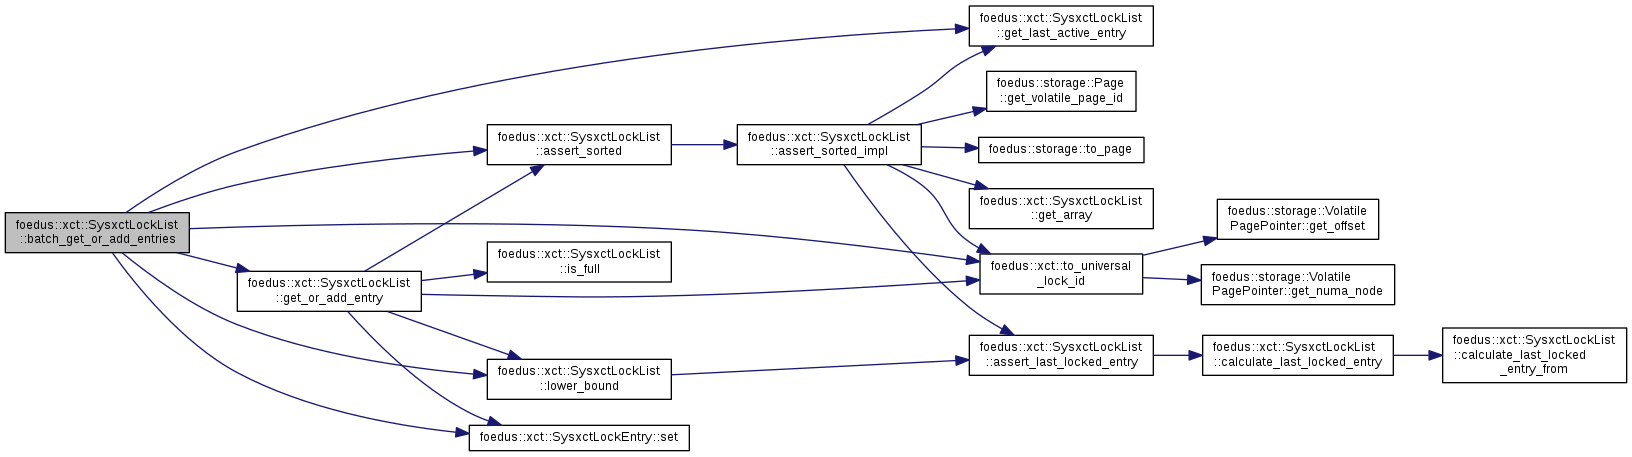 foedus::xct::SysxctLockList
::get_last_active_entry
foedus::storage::Page
::get_volatile_page_id
foedus::xct::SysxctLockList
::assert_sorted
foedus::xct::SysxctLockList
::assert_sorted_impl
foedus::storage::to_page
foedus::xct::SysxctLockList
::get_array
foedus::xct::SysxctLockList
::batch_get_or_add_entries
foedus::storage::Volatile
PagePointer::get_offset
foedus::xct::SysxctLockList
::is_full
foedus::xct::to_universal
_lock_id
foedus::storage::Volatile
PagePointer::get_numa_node
foedus::xct::SysxctLockList
::get_or_add_entry
foedus::xct::SysxctLockList
::assert_last_locked_entry
foedus::xct::SysxctLockList
::calculate_last_locked_entry
foedus::xct::SysxctLockList
::calculate_last_locked
_entry_from
foedus::xct::SysxctLockList
::lower_bound
foedus::xct::SysxctLockEntry::set